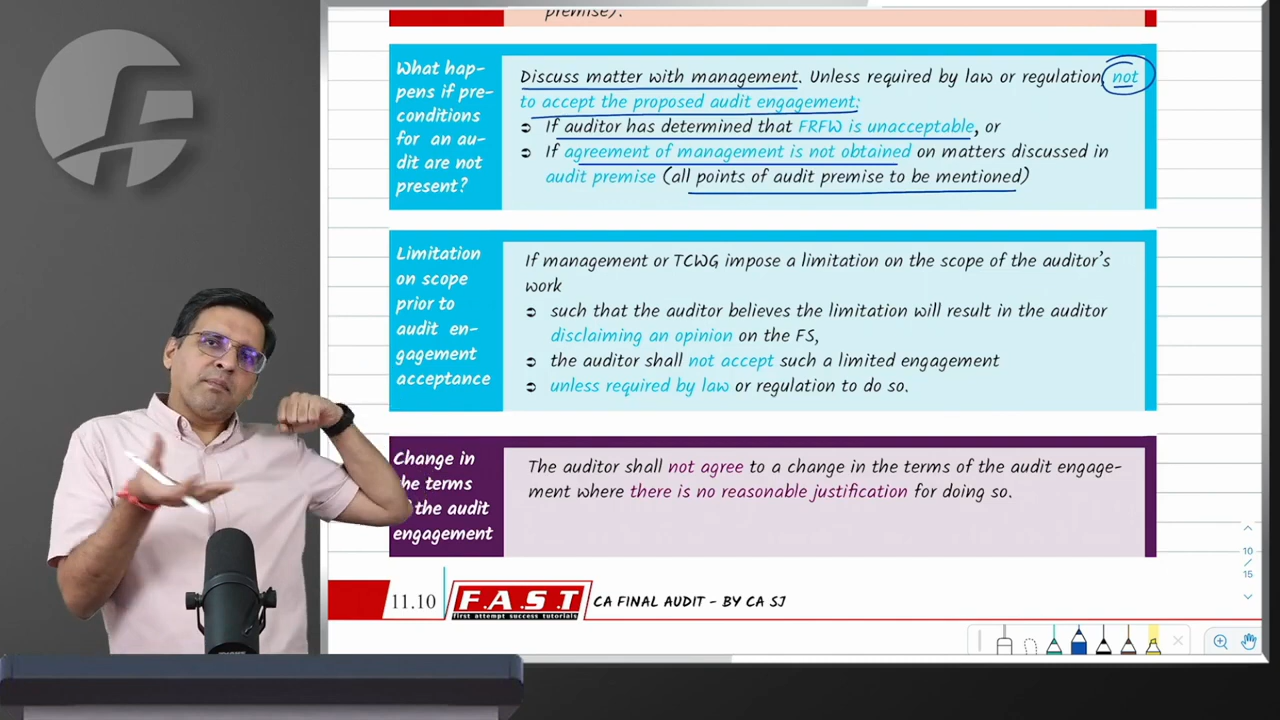 premise).
What hap-
pens if pre-
conditions
for an au-
dit are not
present?
Discuss matter with management. Unless required by law or regulation, not
to accept the proposed audit engagement:
➲ If auditor has determined that FRFW is unacceptable, or
➲ If agreement of management is not obtained on matters discussed in
audit premise (all points of audit premise to be mentioned)
Limitation
on scope
prior to
audit en-
gagement
acceptance
If management or TCWG impose a limitation on the scope of the auditor's
work
➲ such that the auditor believes the limitation will result in the auditor
disclaiming an opinion on the FS,
➲ the auditor shall not accept such a limited engagement
➲ unless required by law or regulation to do so.
Change in
he terms
f the audit
engagement
The auditor shall not agree to a change in the terms of the audit engage-
ment where there is no reasonable justification for doing so.
11.10
F.A.S.T
first attempt success tutorials
CA FINAL AUDIT - BY CA SJ
10
/
15